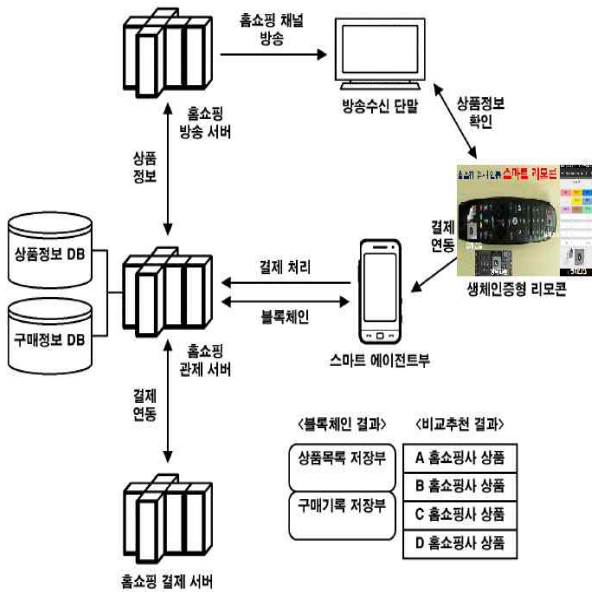 홈쇼핑 채널
방송
홈쇼핑
방송 서버
방송수신 단말
상품정보
확인
상품
정보
스마트 리모콘
결제
연동
생체인증형 리모콘
상품정보 DB
구매정보 DB
홈쇼핑
관제 서버
결제 처리
블록체인
스마트 에이전트부
결제
연동
홈쇼핑 결제 서버
<블록체인 결과>
상품목록 저장부
구매기록 저장부
<비교추천 결과>
A 홈쇼핑사 상품
B 홈쇼핑사 상품
C 홈쇼핑사 상품
D 홈쇼핑사 상품